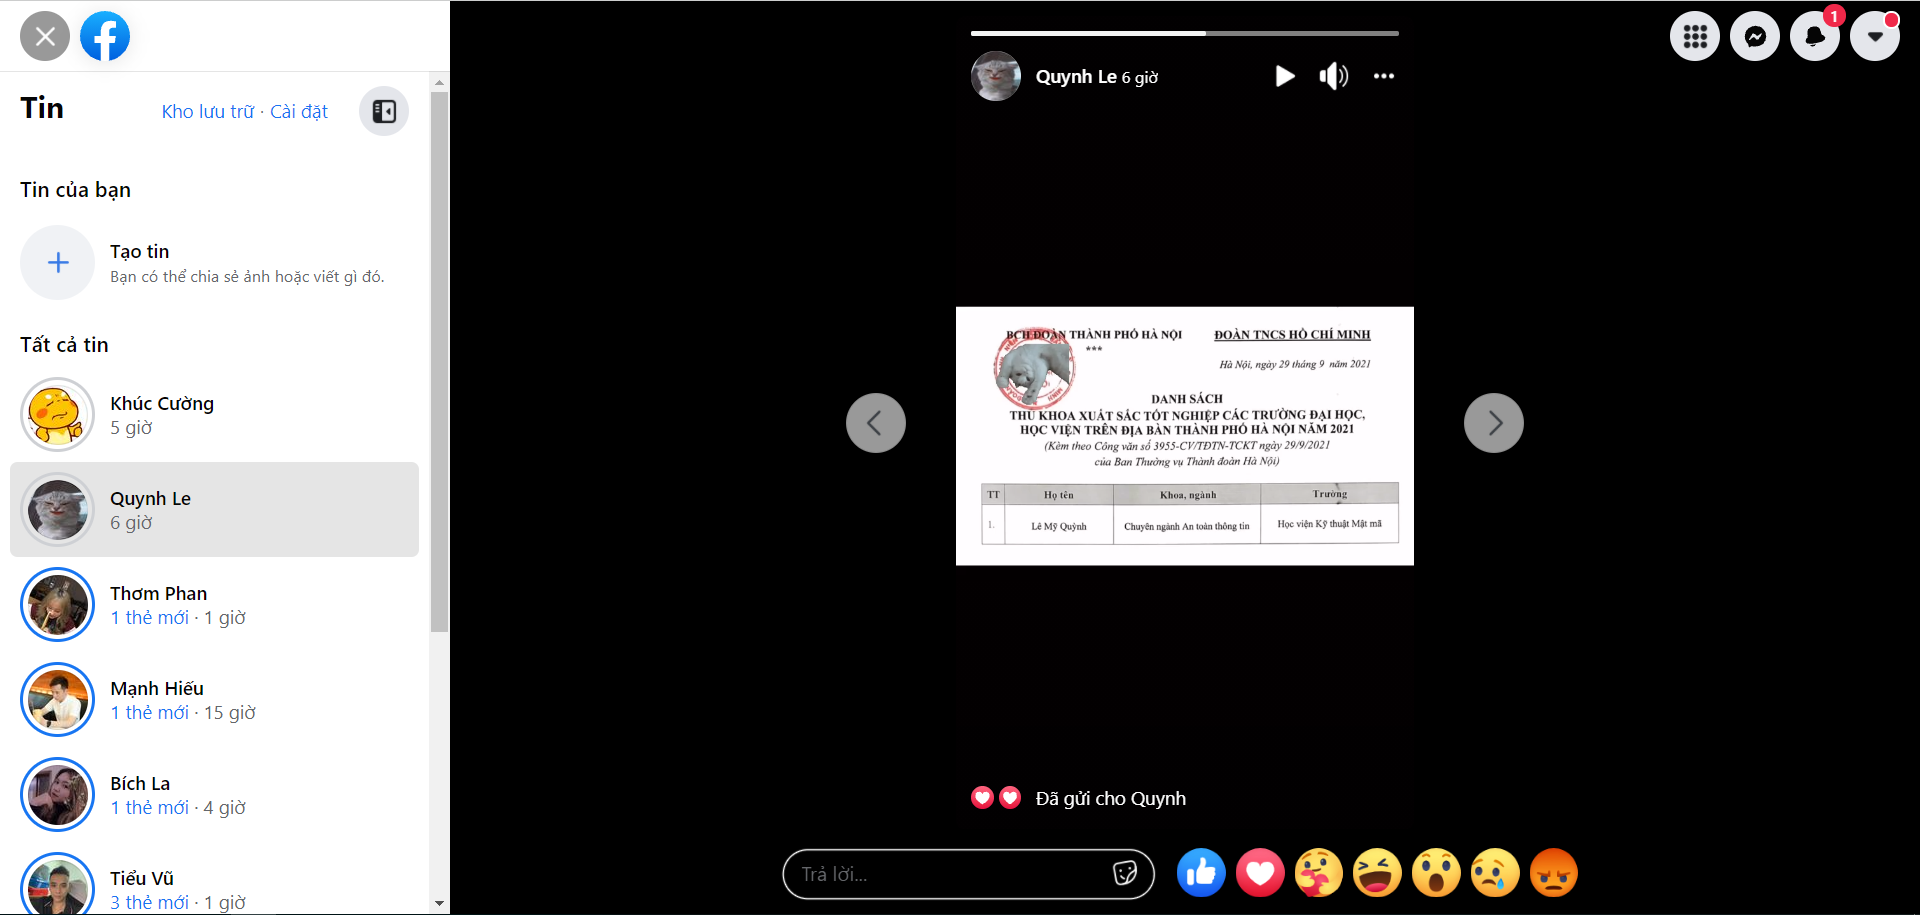 Tin
Kho lưu trữ · Cài đặt
Tin của bạn
Tạo tin
Bạn có thể chia sẻ ảnh hoặc viết gì đó.
Tất cả tin
Khúc Cường
5 giờ
Quynh Le
6 giờ
Thơm Phan
1 thẻ mới · 1 giờ
Mạnh Hiếu
1 thẻ mới · 15 giờ
Bích La
1 thẻ mới · 4 giờ
Tiểu Vũ
3 thẻ mới · 1 giờ
Quynh Le 6 giờ
1
BCH ĐOÀN THÀNH PHỐ HÀ NỘI
***
ĐOÀN TNCS HỒ CHÍ MINH
Hà Nội, ngày 29 tháng 9 năm 2021
DANH SÁCH
THỦ KHOA XUẤT SẮC TỐT NGHIỆP CÁC TRƯỜNG ĐẠI HỌC,
HỌC VIỆN TRÊN ĐỊA BÀN THÀNH PHỐ HÀ NỘI NĂM 2021
(Kèm theo Công văn số 3955-CV/TĐTN-TCKT ngày 29/9/2021
của Ban Thường vụ Thành đoàn Hà Nội)
TT Họ tên Khoa, ngành Trường
1. Lê Mỹ Quỳnh Chuyên ngành An toàn thông tin Học viện Kỹ thuật Mật mã
Đã gửi cho Quynh
Trả lời...